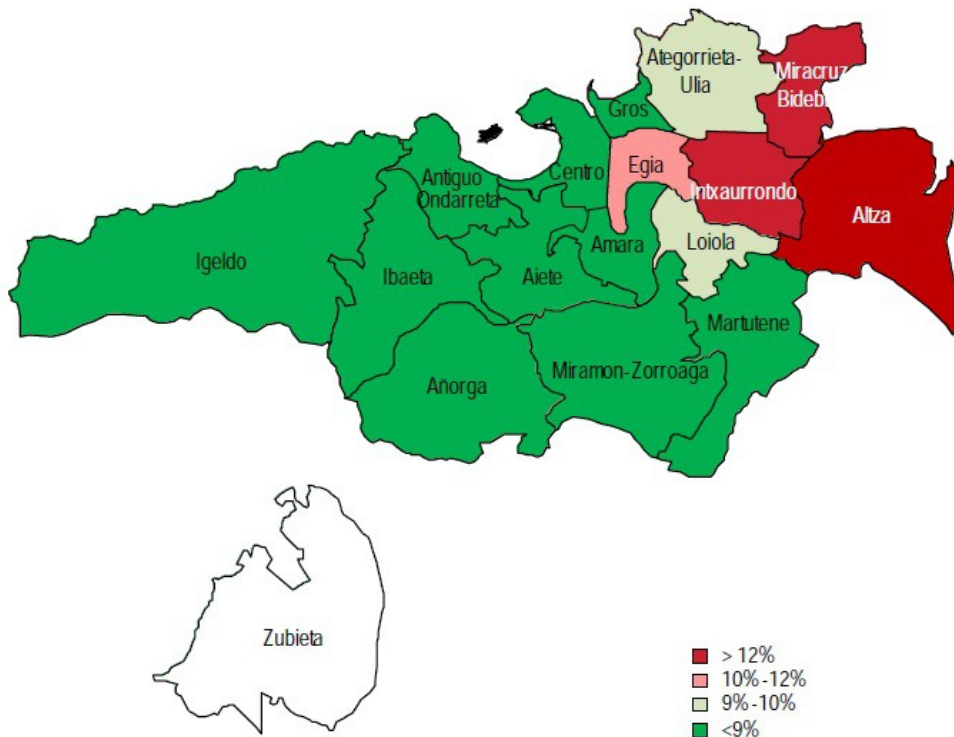 Ategorrieta-
Ulia
Miracruz
Bidebi
Gros
Egia
Centro
Antiguo
Ondarreta
Intxaurrondo
Altza
Loiola
Amara
Igeldo
Ibaeta
Aiete
Martutene
Miramon-Zorroaga
Añorga
Zubieta
> 12%
10% -12%
9% -10%
<9%